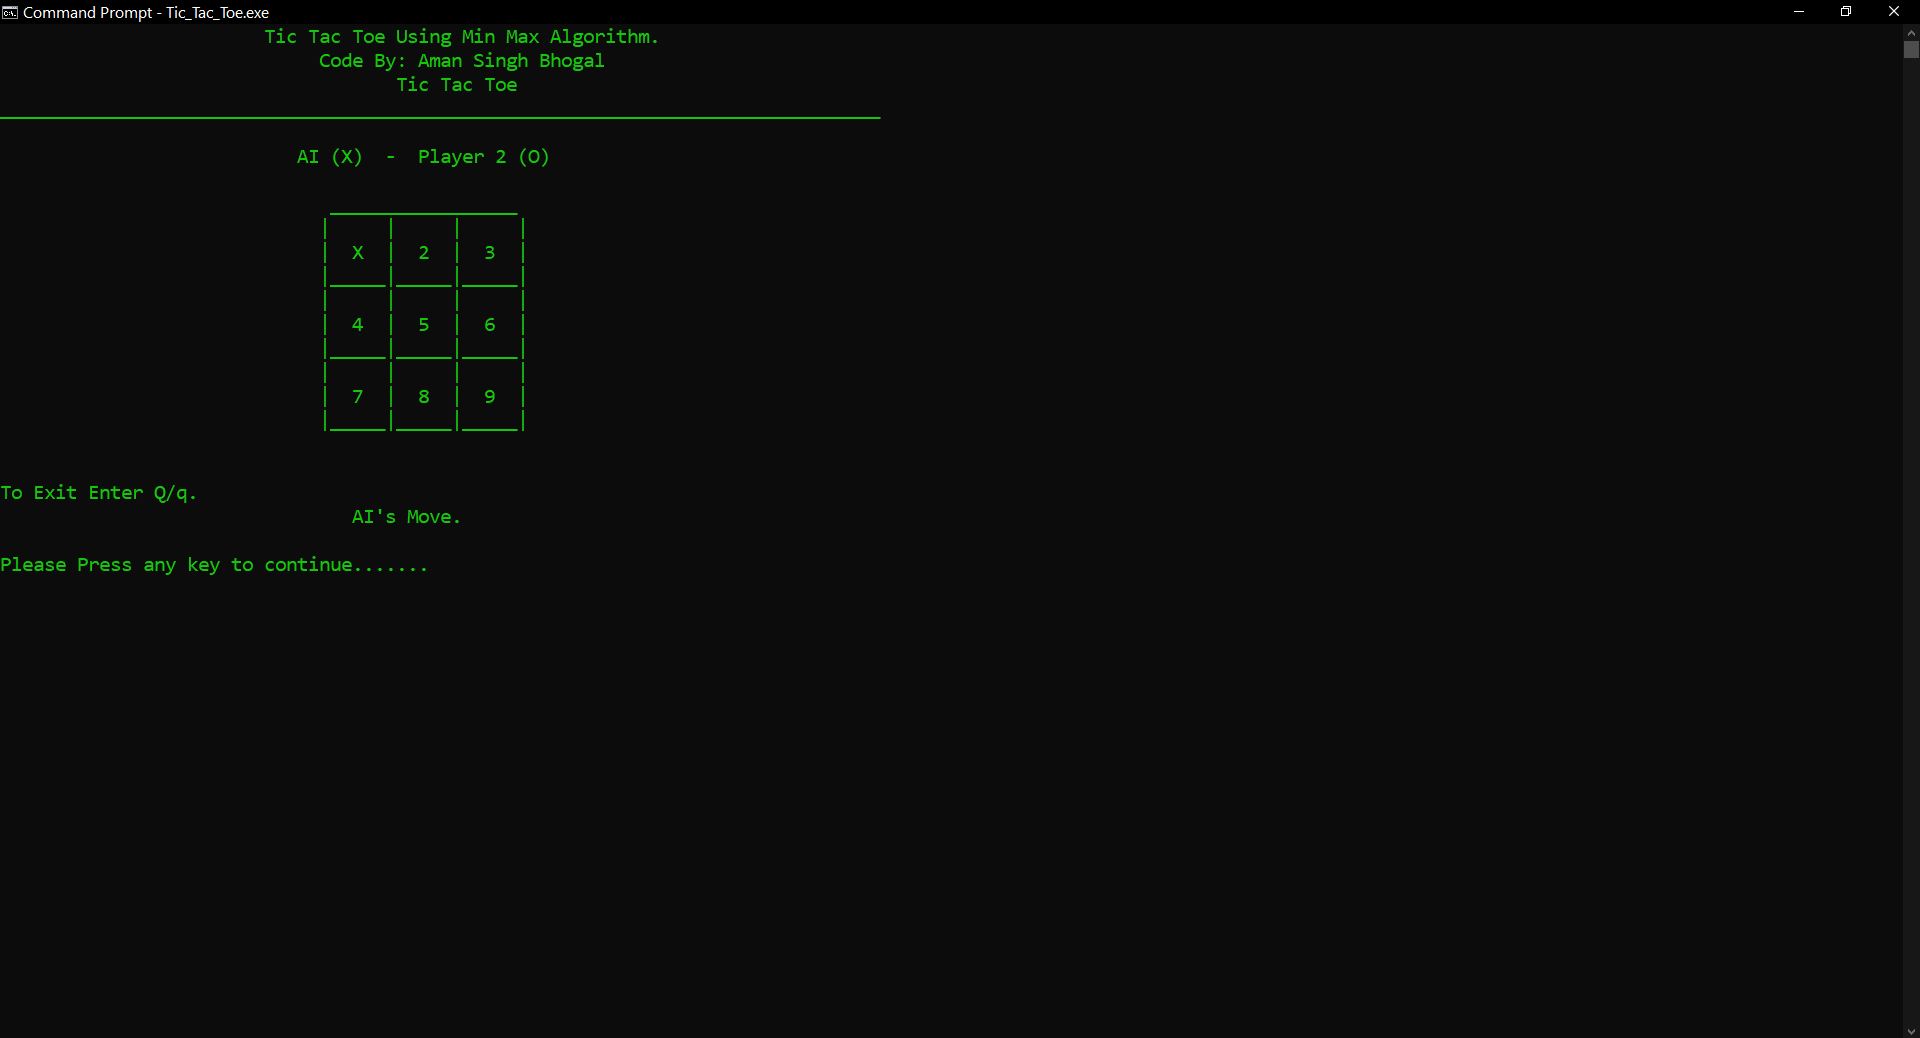 Command Prompt - Tic_Tac_Toe.exe
Tic Tac Toe Using Min Max Algorithm.
Code By: Aman Singh Bhogal
Tic Tac Toe
AI (X)  -  Player 2 (O)
X | 2 | 3
4 | 5 | 6
7 | 8 | 9
To Exit Enter Q/q.
AI's Move.
Please Press any key to continue.......